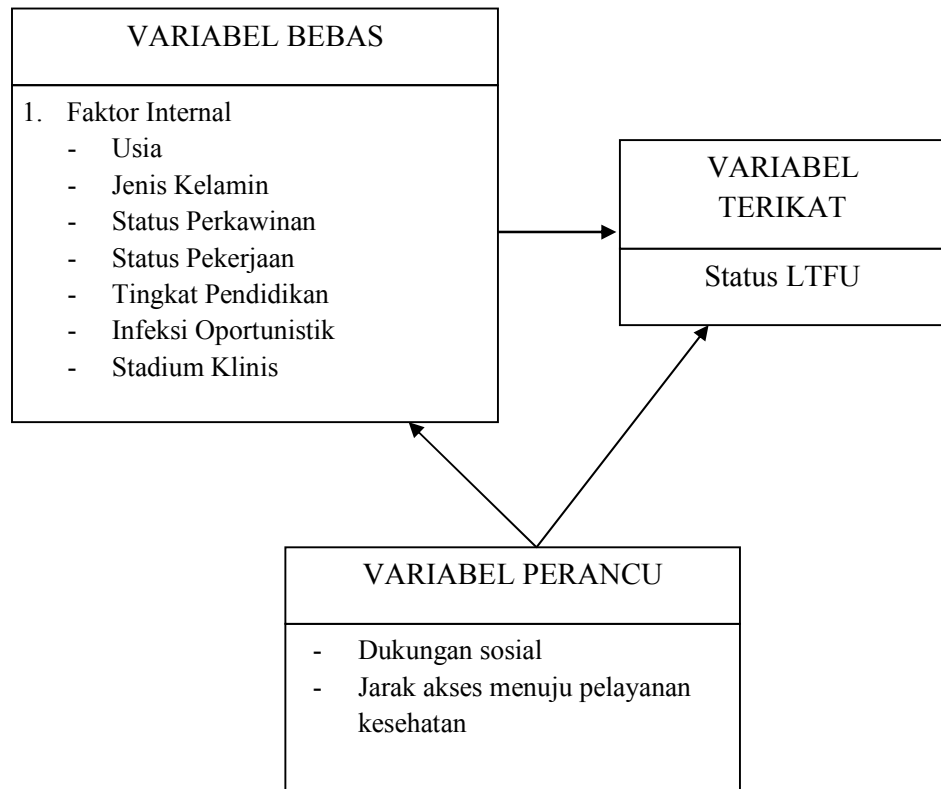 VARIABEL BEBAS
1. Faktor Internal
- Usia
- Jenis Kelamin
- Status Perkawinan
- Status Pekerjaan
- Tingkat Pendidikan
- Infeksi Oportunistik
- Stadium Klinis
VARIABEL
TERIKAT
Status LTFU
VARIABEL PERANCU
- Dukungan sosial
- Jarak akses menuju pelayanan
kesehatan